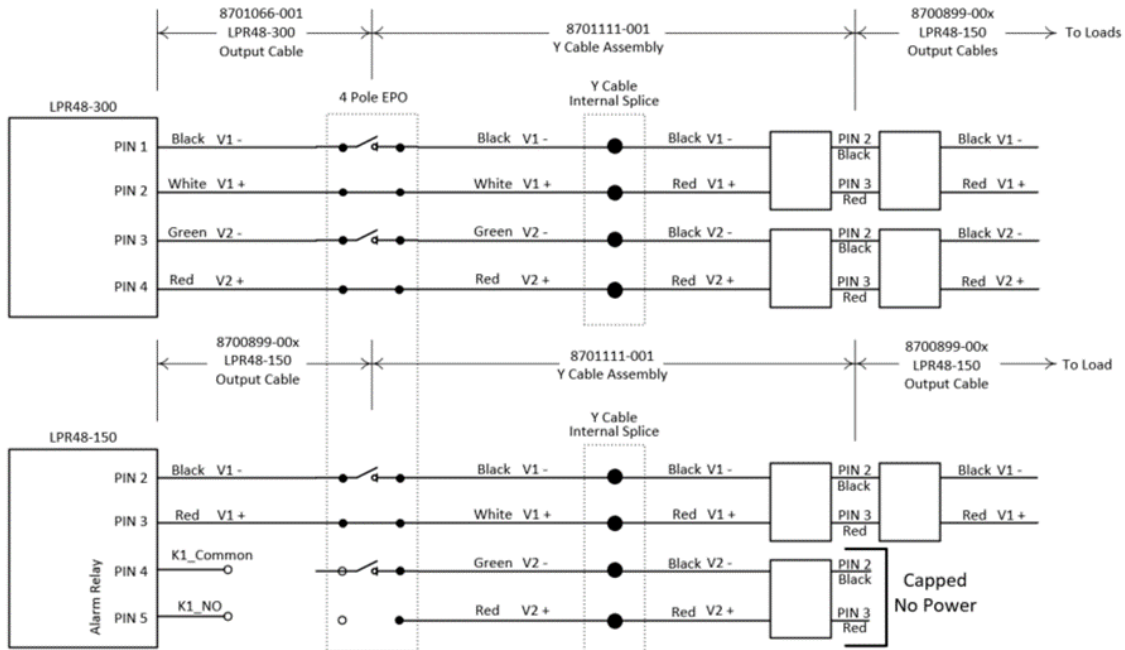 8701066-001
LPR48-300
Output Cable
8701111-001
Y Cable Assembly
8700899-00x
LPR48-150
Output Cables
To Loads
LPR48-300
4 Pole EPO
Y Cable
Internal Splice
PIN 1 Black V1 - Black V1 - Black V1 - PIN 2 Black V1 -
Black
PIN 2 White V1 + White V1 + Red V1 + PIN 3 Red V1 +
Red
PIN 3 Green V2 - Green V2 - Black V2 - PIN 2 Black V2 -
Black
PIN 4 Red V2 + Red V2 + Red V2 + PIN 3 Red V2 +
Red
8700899-00x
LPR48-150
Output Cable
8701111-001
Y Cable Assembly
8700899-00x
LPR48-150
Output Cable
To Load
LPR48-150
Y Cable
Internal Splice
PIN 2 Black V1 - Black V1 - Black V1 - PIN 2 Black V1 -
Black
PIN 3 Red V1 + White V1 + Red V1 + PIN 3 Red V1 +
Red
Alarm Relay
PIN 4 K1_Common Green V2 - Black V2 - PIN 2
Black
PIN 5 K1_NO Red V2 + Red V2 + PIN 3
Red
Capped
No Power